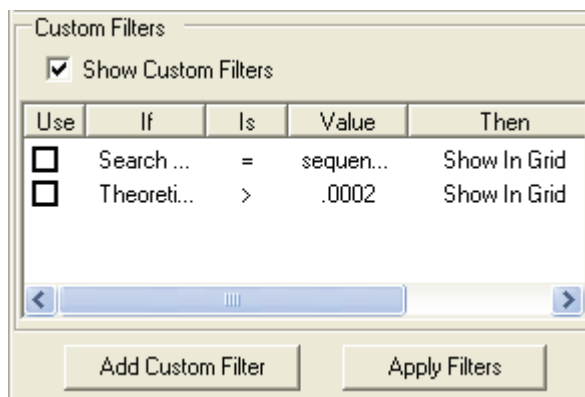 Custom Filters
Show Custom Filters
Use If Is Value Then
Search ... = sequen... Show In Grid
Theoreti... > .0002 Show In Grid
Add Custom Filter Apply Filters